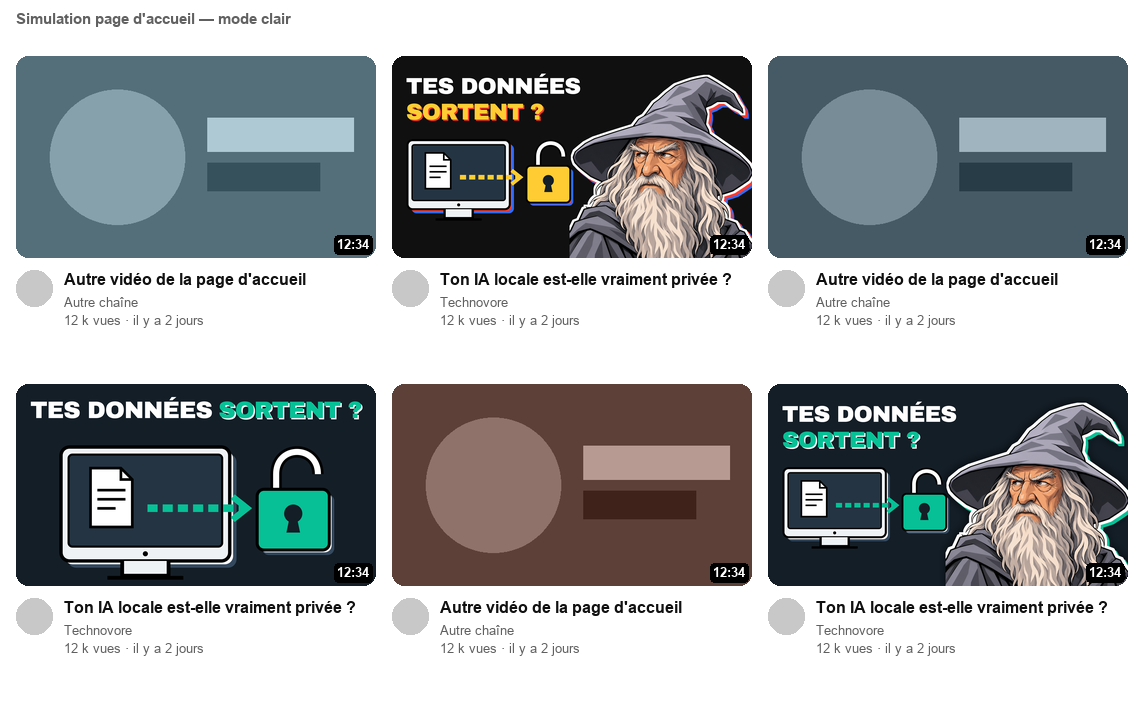 Simulation page d'accueil — mode clair
12:34
TES DONNÉES
SORTENT ?
12:34
12:34
Autre vidéo de la page d'accueil
Autre chaîne
12 k vues · il y a 2 jours
Ton IA locale est-elle vraiment privée ?
Technovore
12 k vues · il y a 2 jours
Autre vidéo de la page d'accueil
Autre chaîne
12 k vues · il y a 2 jours
TES DONNÉES SORTENT ?
12:34
12:34
TES DONNÉES
SORTENT ?
12:34
Ton IA locale est-elle vraiment privée ?
Technovore
12 k vues · il y a 2 jours
Autre vidéo de la page d'accueil
Autre chaîne
12 k vues · il y a 2 jours
Ton IA locale est-elle vraiment privée ?
Technovore
12 k vues · il y a 2 jours